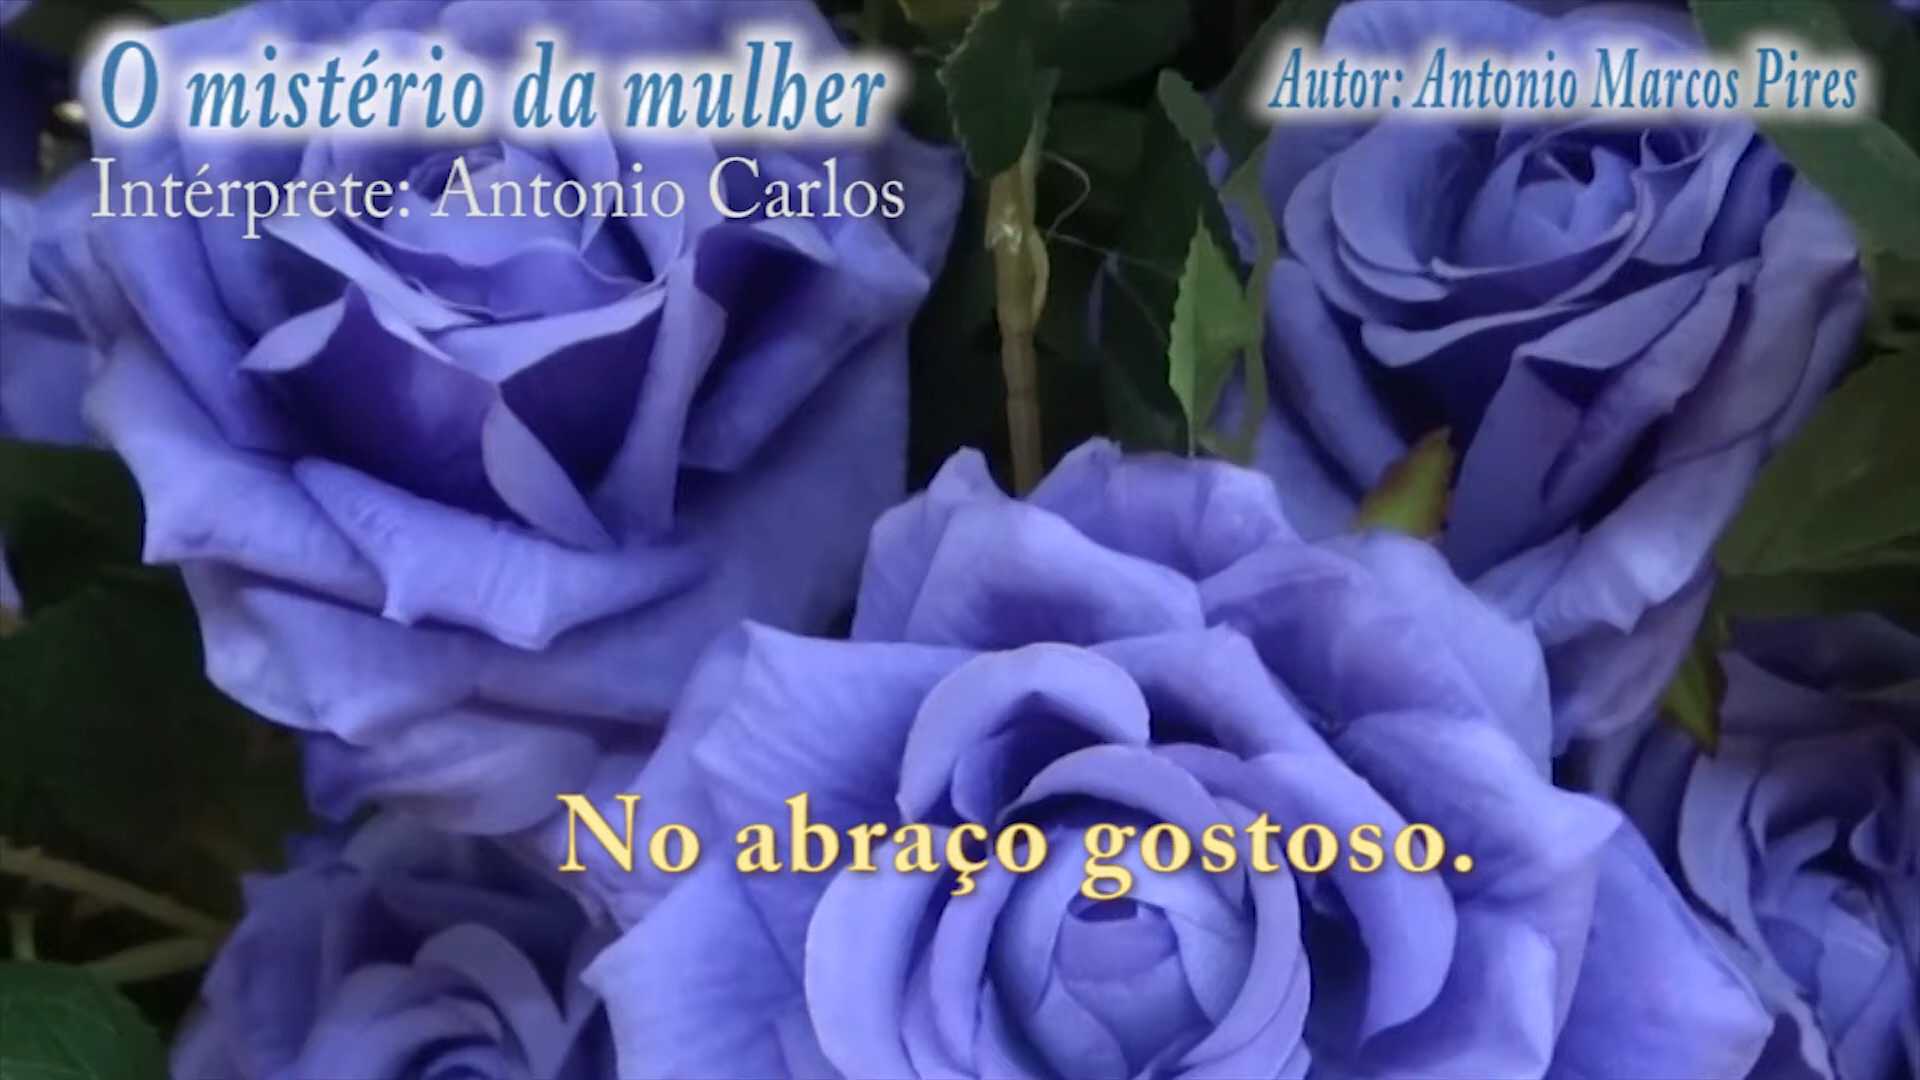 O mistério da mulher
Autor: Antonio Marcos Pires
Intérprete: Antonio Carlos
No abraço gostoso.